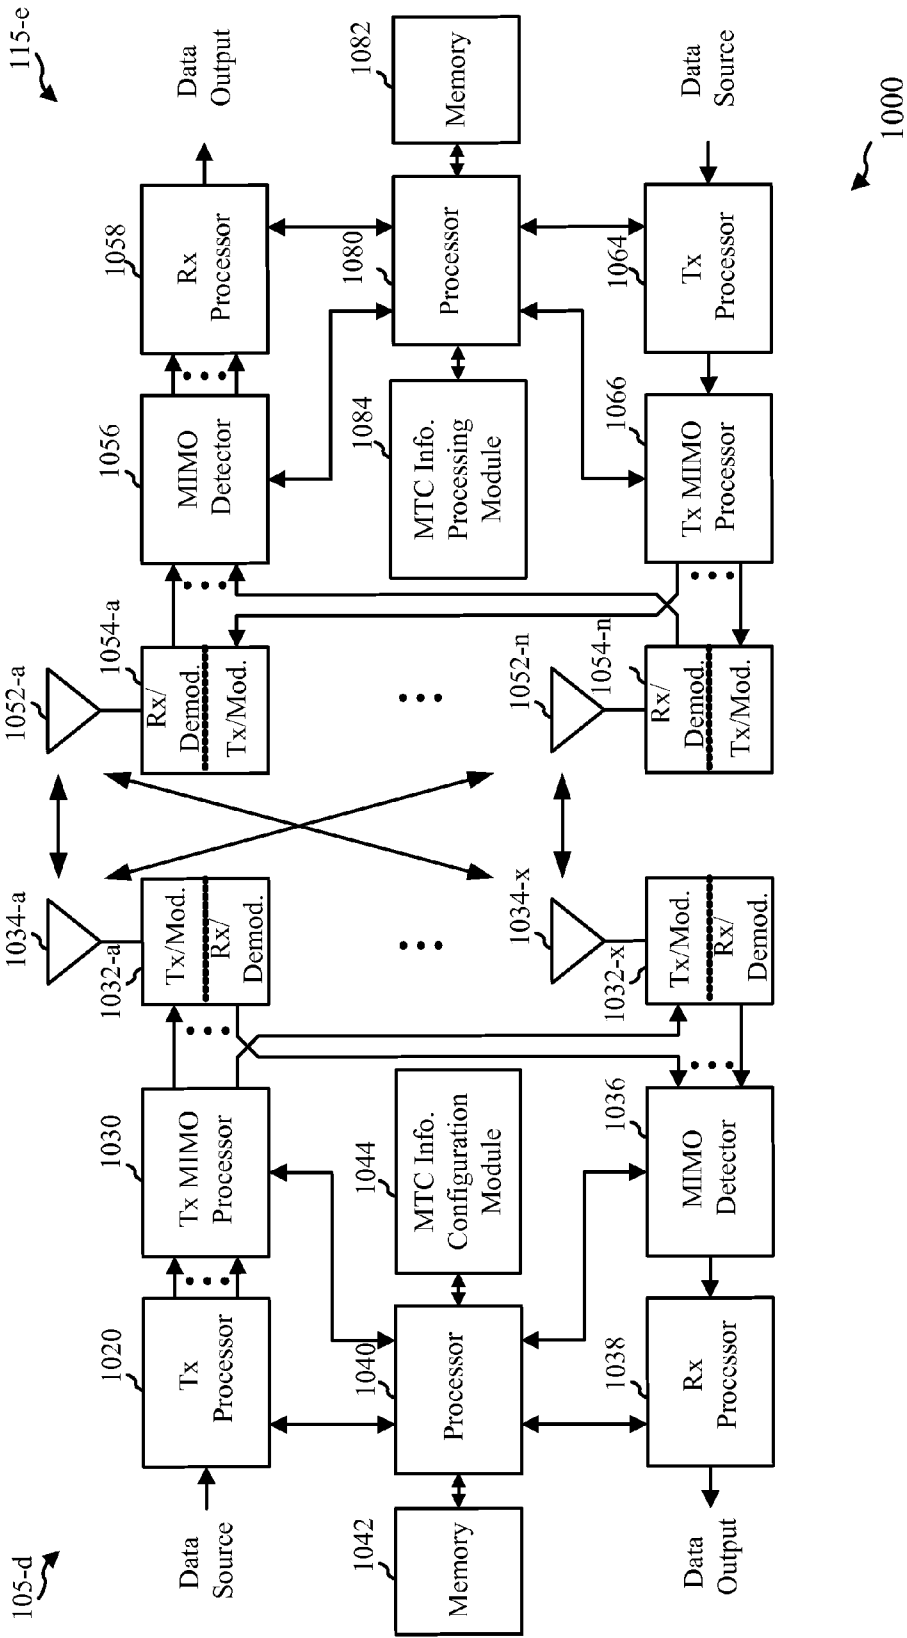 105-d
115-e
1034-a
1052-a
Data
Source
1020
Tx
Processor
1030
Tx MIMO
Processor
1032-a
Tx/Mod.
Rx/
Demod.
1054-a
Rx/
Demod.
Tx/Mod.
1056
MIMO
Detector
1058
Rx
Processor
Data
Output
1042
Memory
1040
Processor
1044
MTC Info.
Configuration
Module
1084
MTC Info.
Processing
Module
1080
Processor
1082
Memory
1034-x
1052-n
Data
Output
1038
Rx
Processor
1036
MIMO
Detector
1032-x
Tx/Mod.
Rx/
Demod.
1054-n
Rx/
Demod.
Tx/Mod.
1066
Tx MIMO
Processor
1064
Tx
Processor
Data
Source
1000